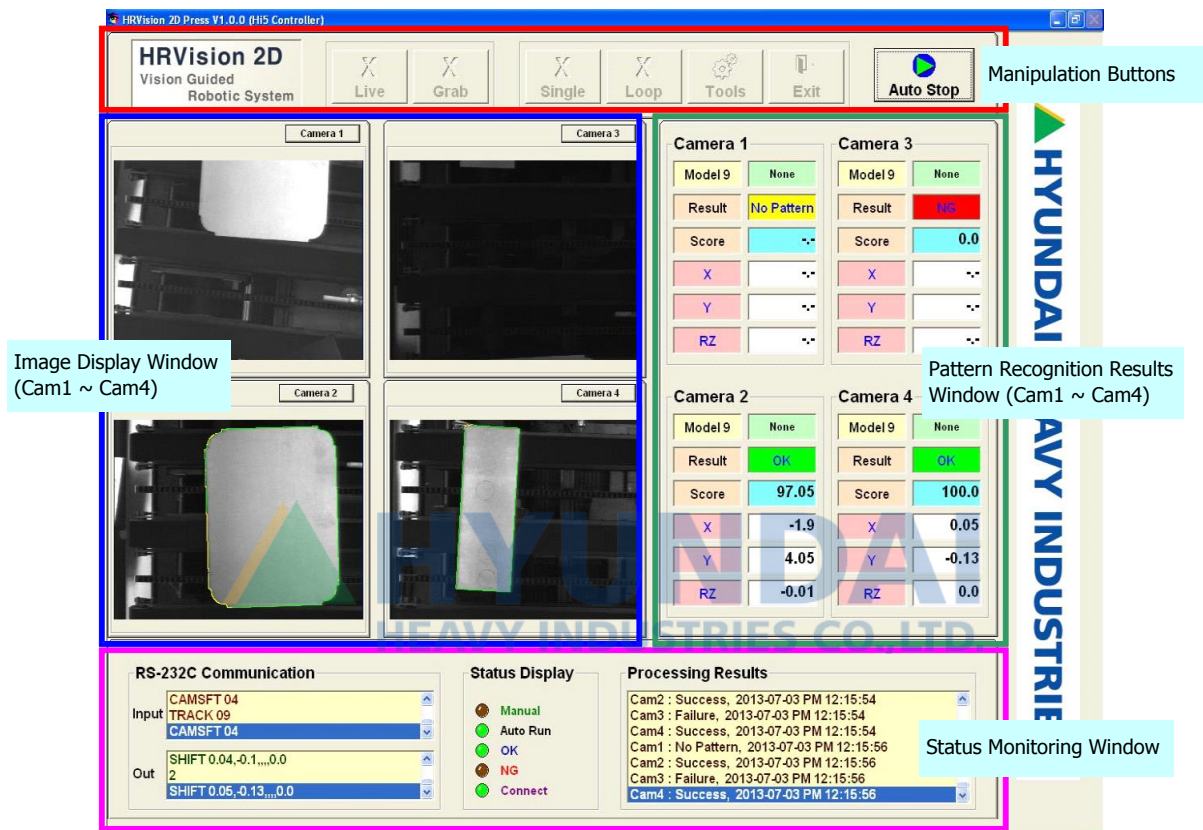 HRVision 2D Press V1.0.0 (Hi5 Controller)
HRVision 2D
Vision Guided
Robotic System
X
Live
X
Grab
X
Single
X
Loop
Tools
Exit
Auto Stop
Manipulation Buttons
Camera 1
Camera 3
Camera 2
Camera 4
Image Display Window
(Cam1 ~ Cam4)
Camera 1
Model 9 None
Result No Pattern
Score -.-
X -.-
Y -.-
RZ -.-
Camera 3
Model 9 None
Result NG
Score 0.0
X -.-
Y -.-
RZ -.-
Pattern Recognition Results
Window (Cam1 ~ Cam4)
Camera 2
Model 9 None
Result OK
Score 97.05
X -1.9
Y 4.05
RZ -0.01
Camera 4
Model 9 None
Result OK
Score 100.0
X 0.05
Y -0.13
RZ 0.0
HYUNDAI
HEAVY INDUSTRIES CO.,LTD.
RS-232C Communication
Input
CAMSFT 04
TRACK 09
CAMSFT 04
Out
SHIFT 0.04,-0.1,,,,0.0
2
SHIFT 0.05,-0.13,,,,0.0
Status Display
Manual
Auto Run
OK
NG
Connect
Processing Results
Cam2 : Success, 2013-07-03 PM 12:15:54
Cam3 : Failure, 2013-07-03 PM 12:15:54
Cam4 : Success, 2013-07-03 PM 12:15:54
Cam1 : No Pattern, 2013-07-03 PM 12:15:56
Cam2 : Success, 2013-07-03 PM 12:15:56
Cam3 : Failure, 2013-07-03 PM 12:15:56
Cam4 : Success, 2013-07-03 PM 12:15:56
Status Monitoring Window
HYUNDAI AVY INDUSTRIE